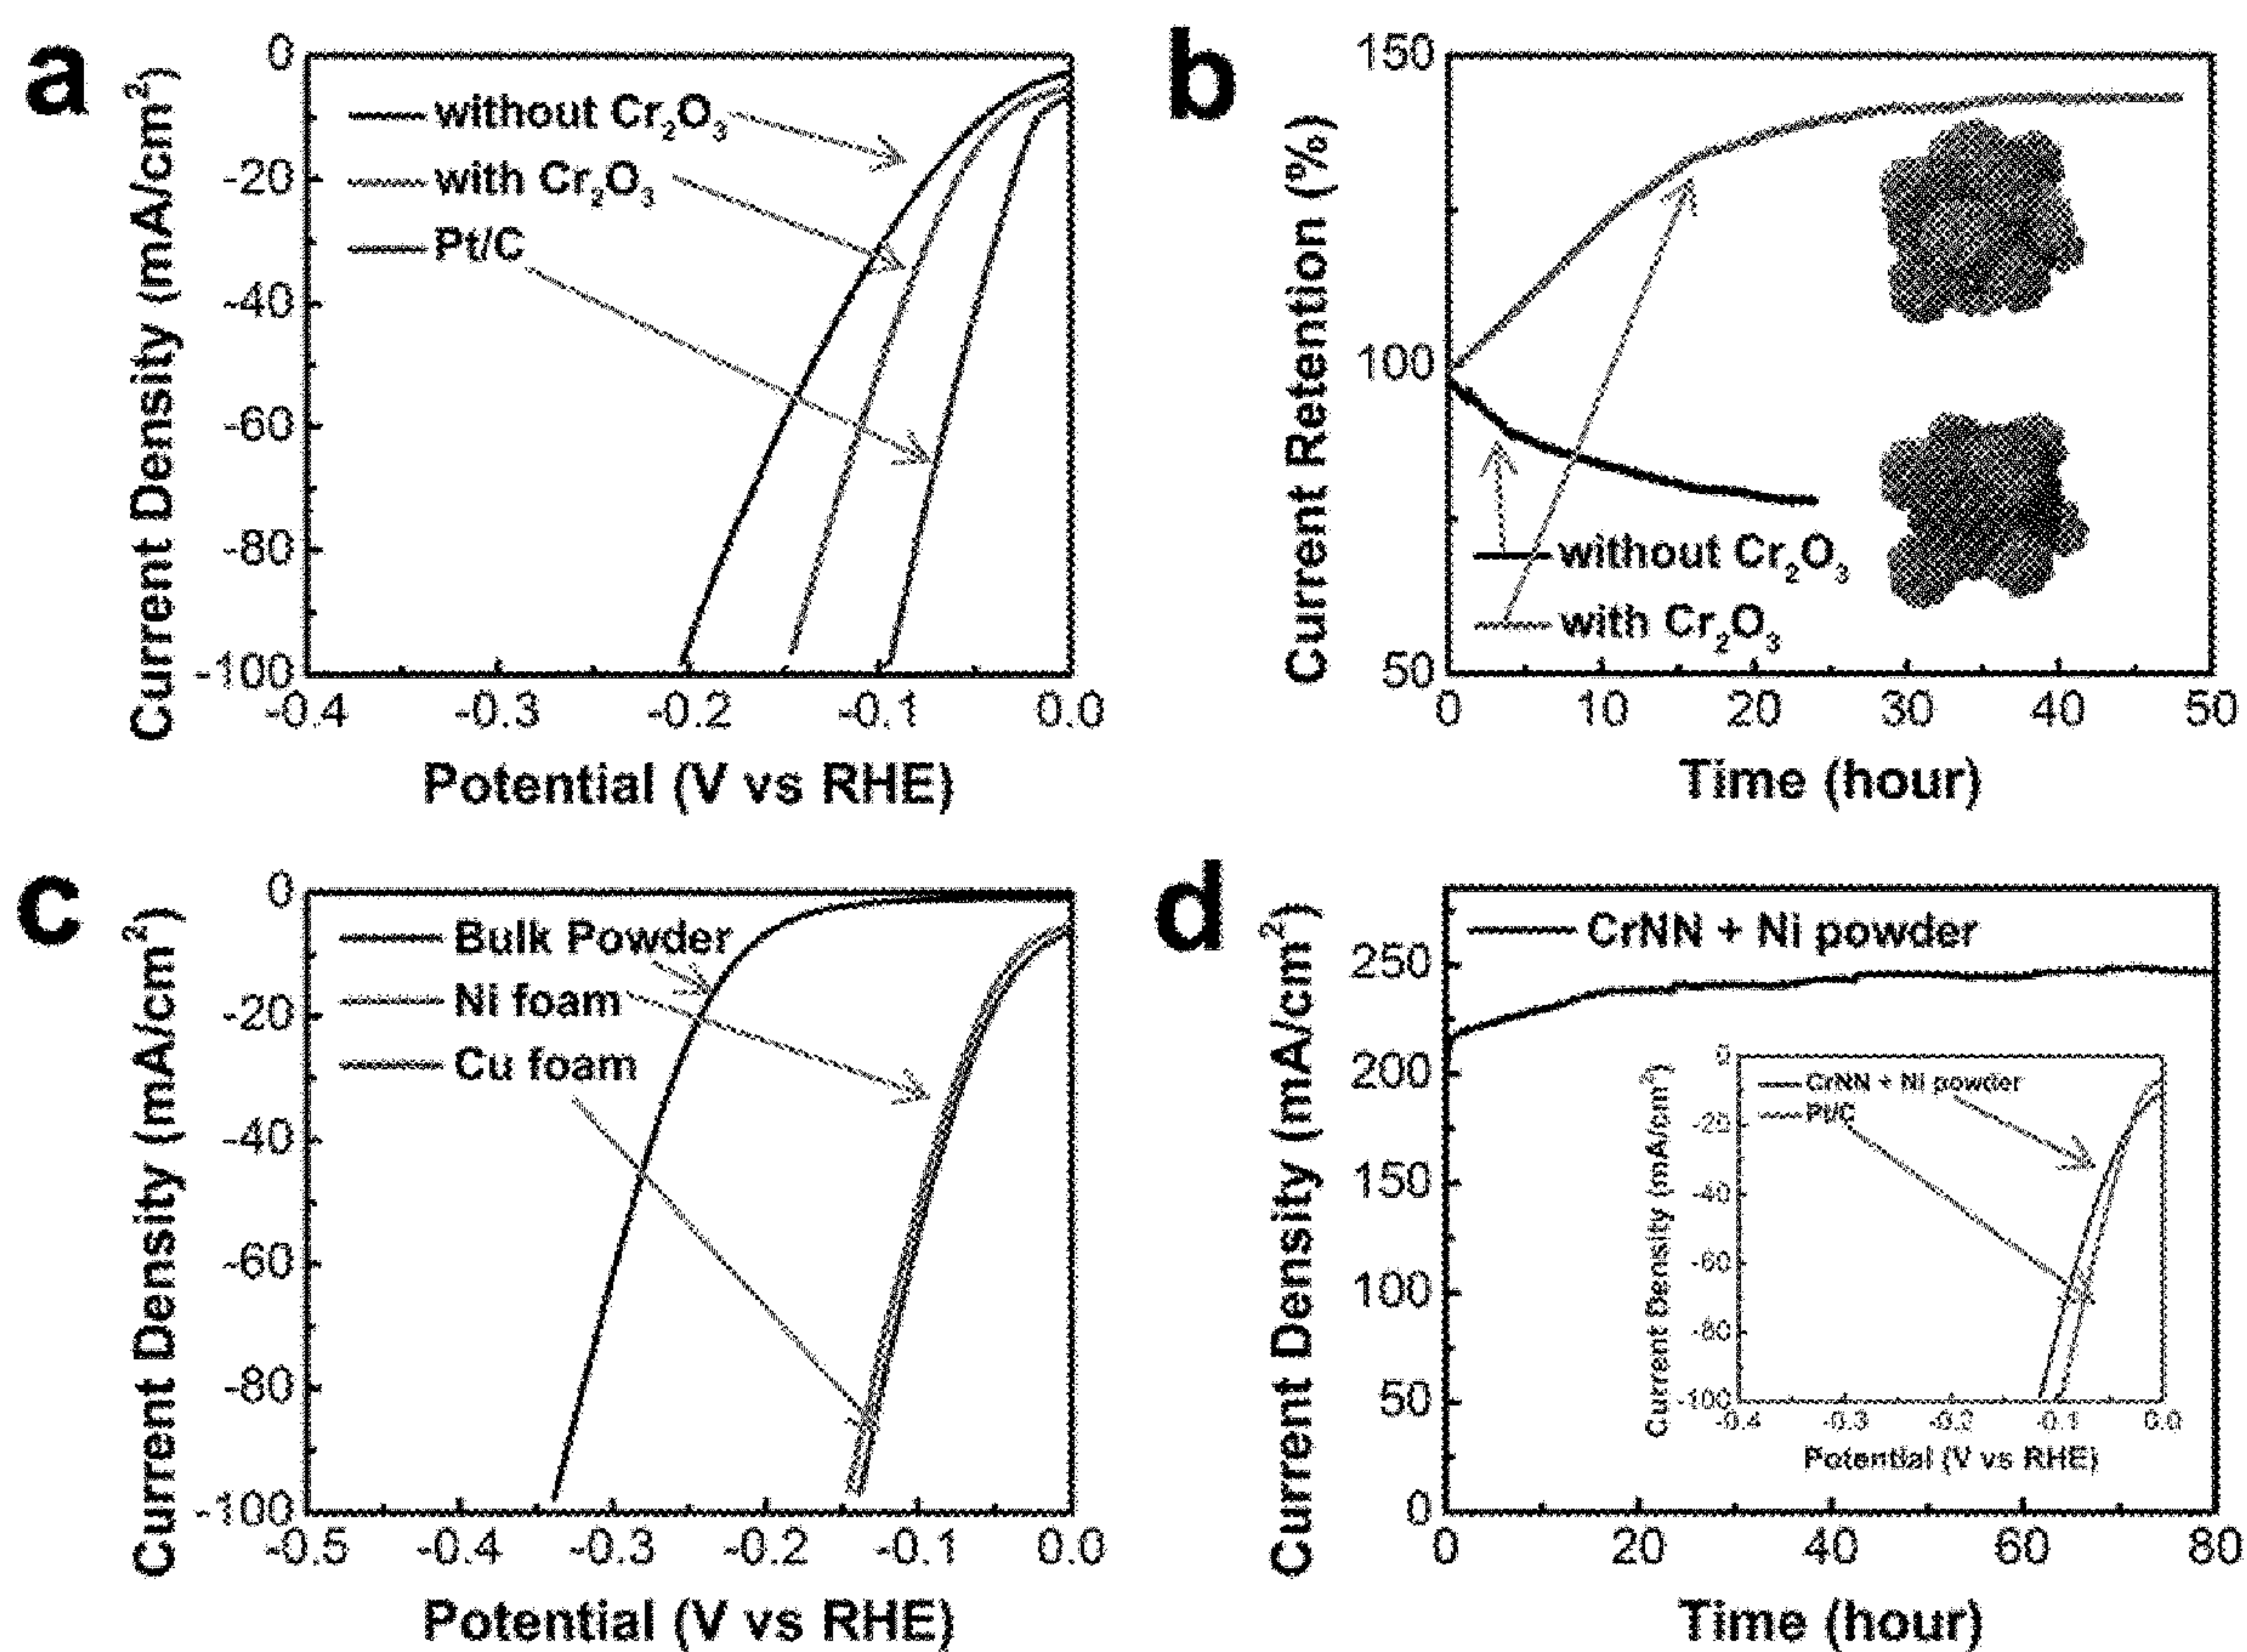 a
Current Density (mA/cm²)
0
-20
-40
-60
-80
-100
without Cr₂O₃
with Cr₂O₃
Pt/C
-0.4 -0.3 -0.2 -0.1 0.0
Potential (V vs RHE)
b
Current Retention (%)
150
100
50
without Cr₂O₃
with Cr₂O₃
0 10 20 30 40 50
Time (hour)
c
Current Density (mA/cm²)
0
-20
-40
-60
-80
-100
Bulk Powder
Ni foam
Cu foam
-0.5 -0.4 -0.3 -0.2 -0.1 0.0
Potential (V vs RHE)
d
Current Density (mA/cm²)
250
200
150
100
50
0
CrNN + Ni powder
Current Density (mA/cm²)
0
-20
-40
-60
-80
-100
CrNN + Ni powder
Pt/C
-0.4 -0.3 -0.2 -0.1 0.0
Potential (V vs RHE)
0 20 40 60 80
Time (hour)